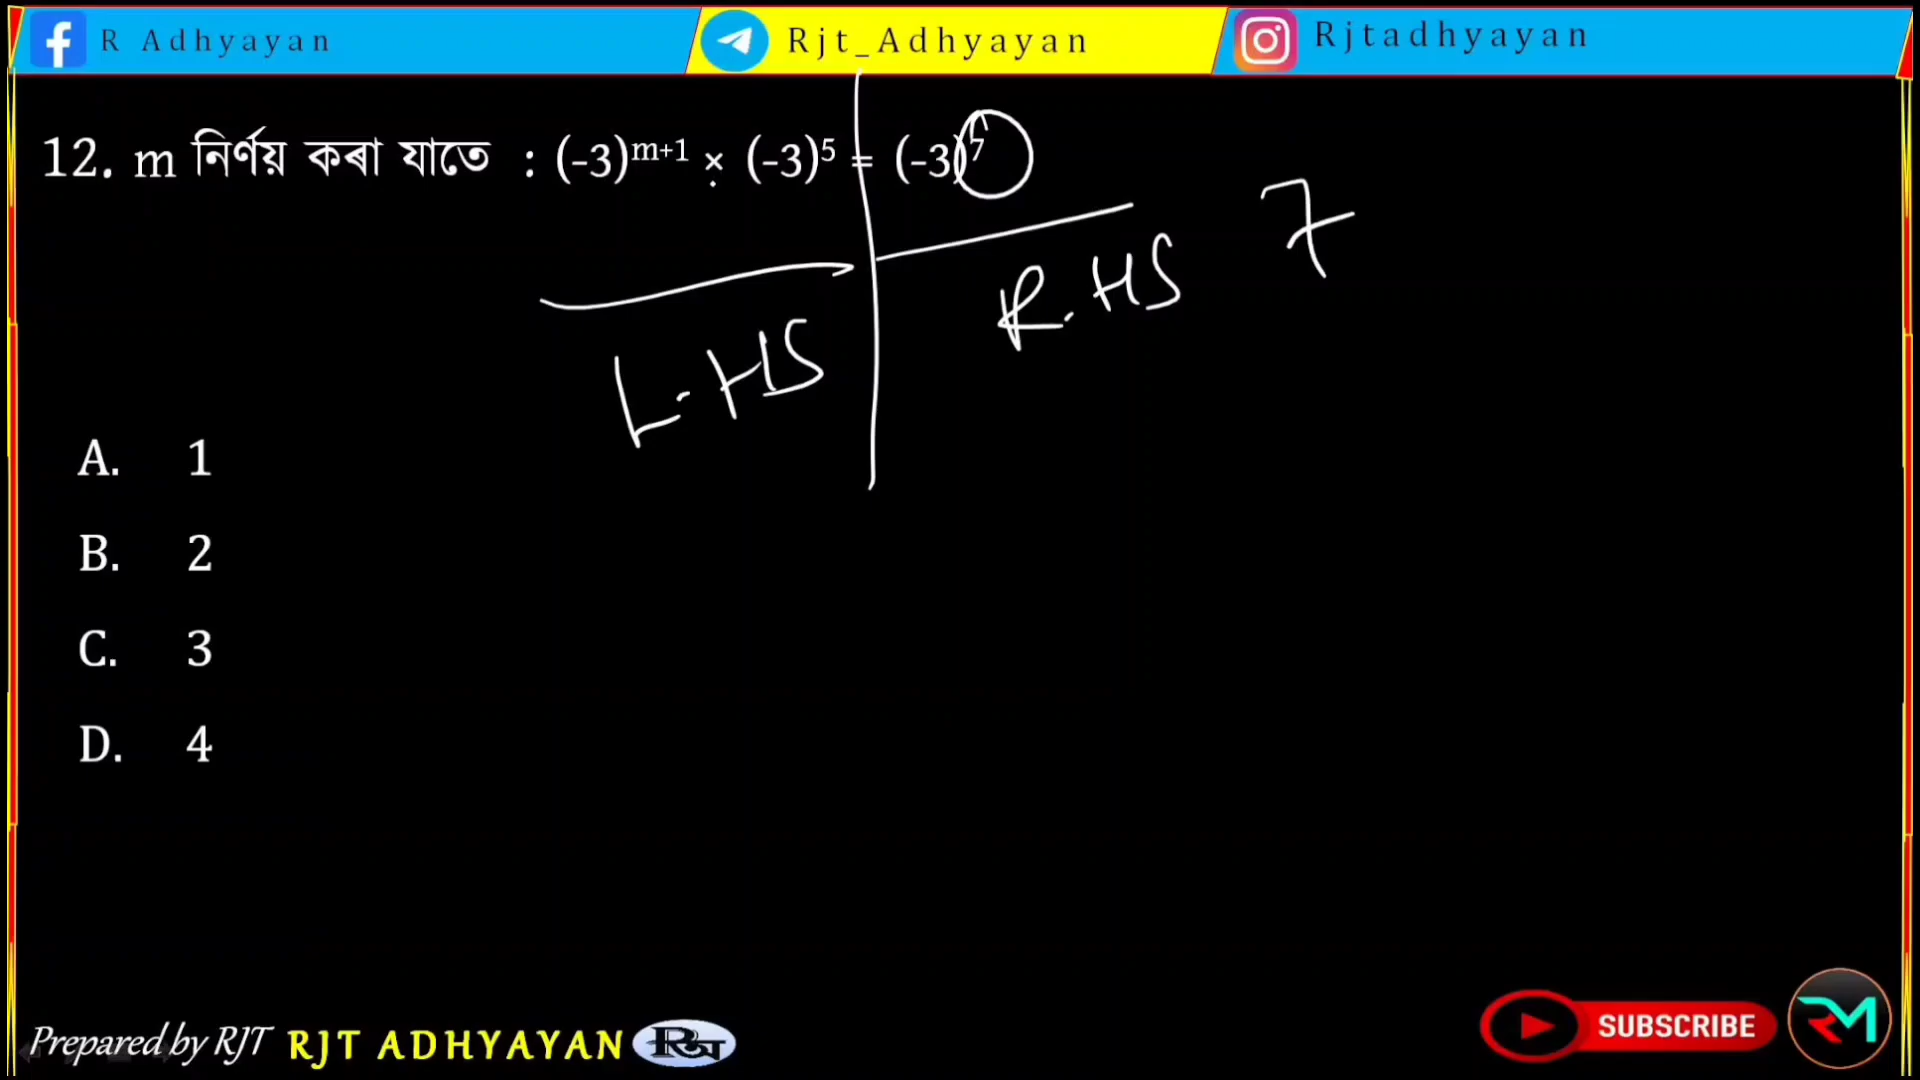 R Adhyayan
Rjt_Adhyayan
Rjtadhyayan
12. m নিৰ্ণয় কৰা যাতে : (-3)ᵐ⁺¹ × (-3)⁵ = (-3)⁷
7
R.HS
L.HS
A. 1
B. 2
C. 3
D. 4
Prepared by RJT RJT ADHYAYAN
SUBSCRIBE
RM